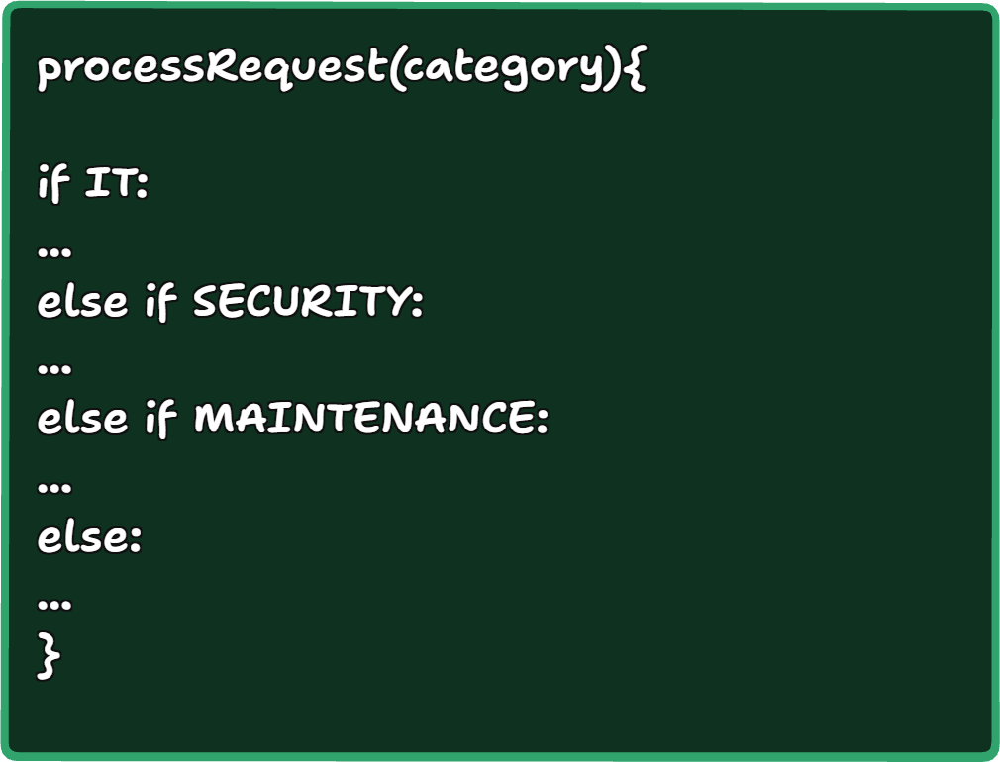 processRequest(category){
if IT:
...
else if SECURITY:
...
else if MAINTENANCE:
...
else:
...
}